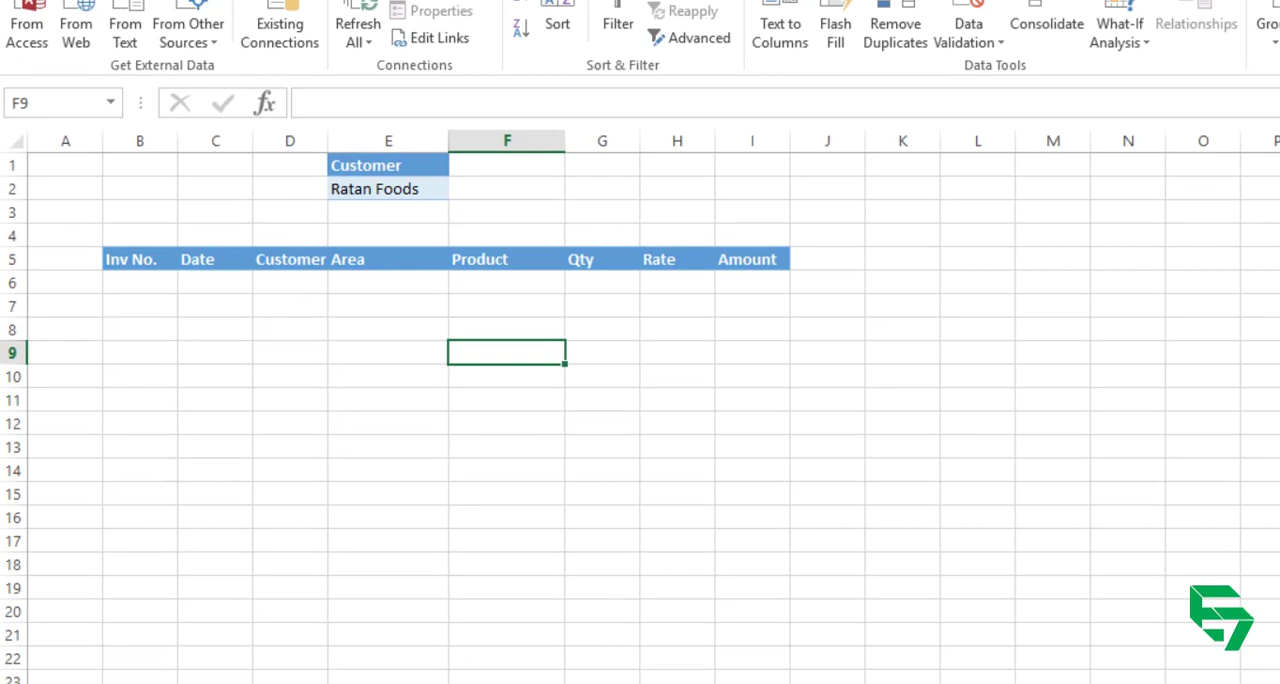 From Access
From Web
From Text
From Other Sources
Existing Connections
Refresh All
Properties
Edit Links
Sort
Filter
Reapply
Advanced
Text to Columns
Flash Fill
Remove Duplicates
Data Validation
Consolidate
What-If Analysis
Relationships
Get External Data
Connections
Sort & Filter
Data Tools
F9
fx
A B C D E F G H I J K L M N O P
1 Customer
2 Ratan Foods
3
4
5 Inv No. Date Customer Area Product Qty Rate Amount
6
7
8
9
10
11
12
13
14
15
16
17
18
19
20
21
22
23